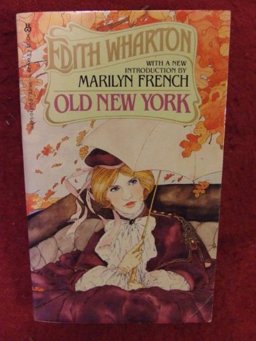 EDITH WHARTON
WITH A NEW
INTRODUCTION BY
MARILYN FRENCH
OLD NEW YORK